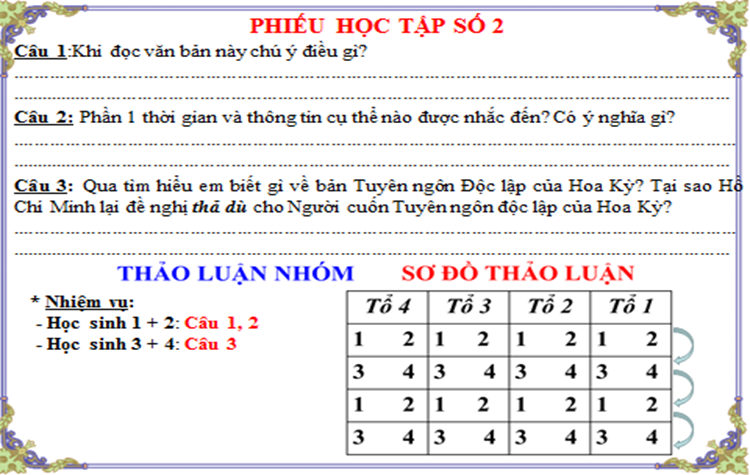 PHIẾU HỌC TẬP SỐ 2
Câu 1:Khi đọc văn bản này chú ý điều gì?
Câu 2: Phần 1 thời gian và thông tin cụ thể nào được nhắc đến? Có ý nghĩa gì?
Câu 3: Qua tìm hiểu em biết gì về bản Tuyên ngôn Độc lập của Hoa Kỳ? Tại sao Hồ
Chí Minh lại đề nghị thả dù cho Người cuốn Tuyên ngôn độc lập của Hoa Kỳ?
THẢO LUẬN NHÓM SƠ ĐỒ THẢO LUẬN
* Nhiệm vụ:
- Học sinh 1 + 2: Câu 1, 2
- Học sinh 3 + 4: Câu 3
Tổ 4 Tổ 3 Tổ 2 Tổ 1
1 2 1 2 1 2 1 2
3 4 3 4 3 4 3 4
1 2 1 2 1 2 1 2
3 4 3 4 3 4 3 4